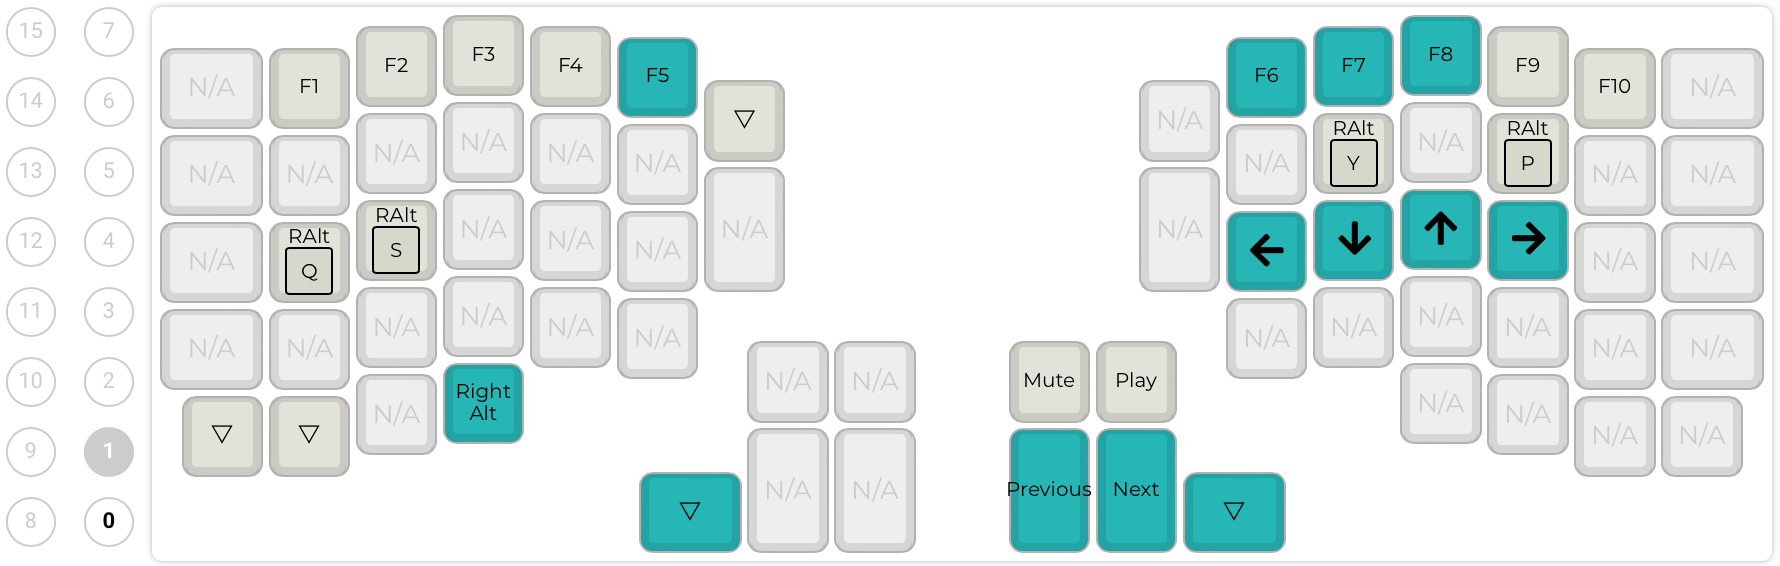 15 7
14 6
13 5
12 4
11 3
10 2
9 1
8 0
N/A F1 F2 F3 F4 F5 ▽
N/A N/A N/A N/A N/A N/A N/A
N/A RAlt Q RAlt S N/A N/A N/A
N/A N/A N/A N/A N/A N/A
▽ ▽ N/A Right Alt
N/A N/A
▽ N/A N/A
N/A F6 F7 F8 F9 F10 N/A
N/A N/A RAlt Y N/A RAlt P N/A N/A
← ↓ ↑ → N/A N/A
N/A N/A N/A N/A N/A N/A
N/A N/A N/A N/A
Mute Play
Previous Next ▽